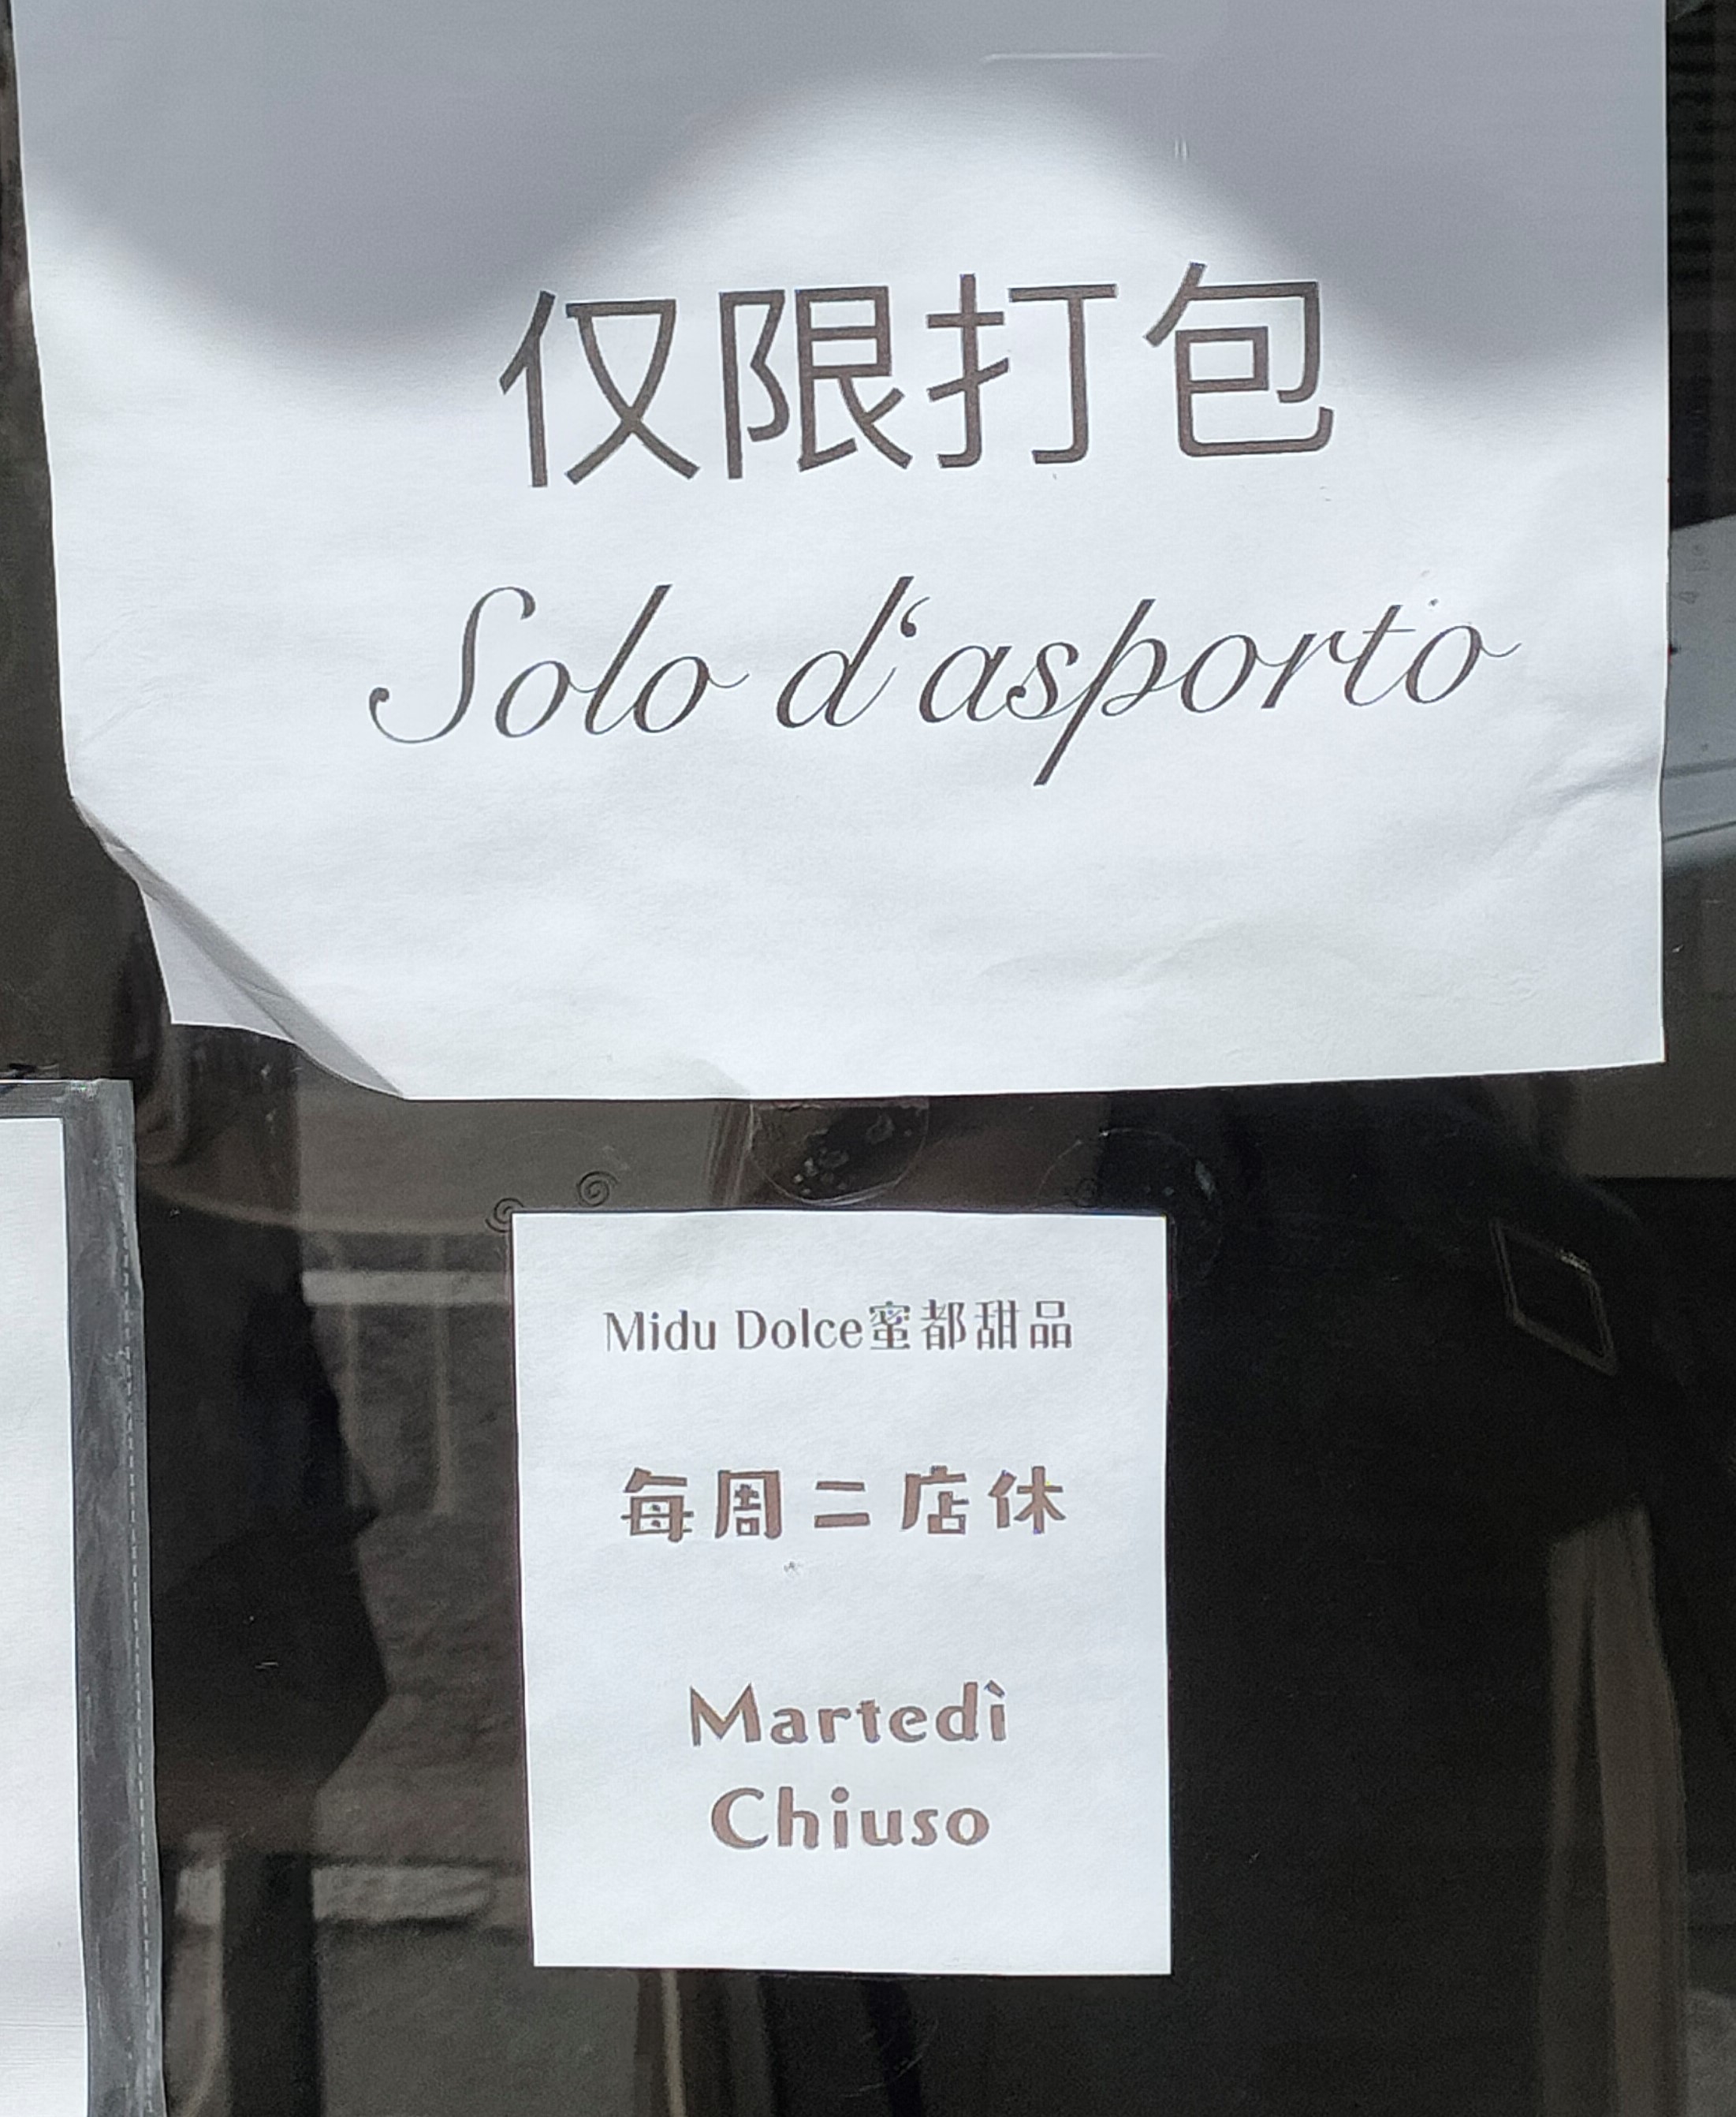 仅限打包
Solo d‘asporto
Midu Dolce蜜都甜品
每周二店休
Martedì
Chiuso